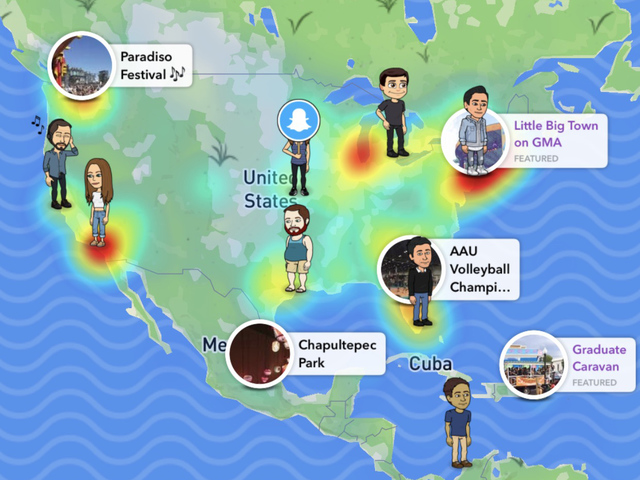 Paradiso
Festival 🎶
Little Big Town
on GMA
FEATURED
United
States
AAU
Volleyball
Champi...
Me
Chapultepec
Park
Cuba
Graduate
Caravan
FEATURED